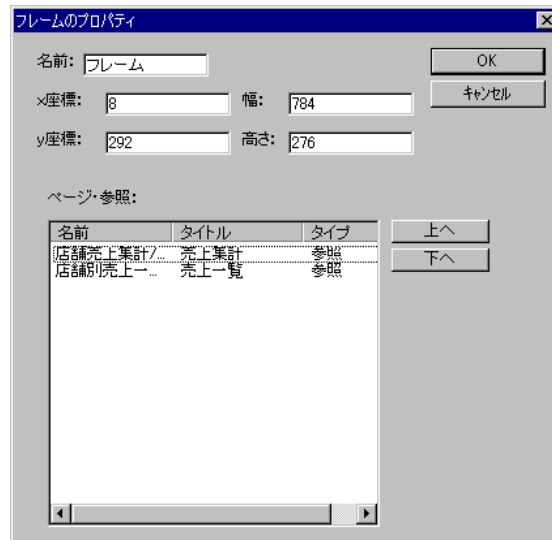 フレームのプロパティ
名前: フレーム
OK
x座標: 8 幅: 784
キャンセル
y座標: 292 高さ: 276
ページ・参照:
名前 タイトル タイプ
上へ
店舗売上集計/... 売上集計 参照
下へ
店舗別売上一... 売上一覧 参照